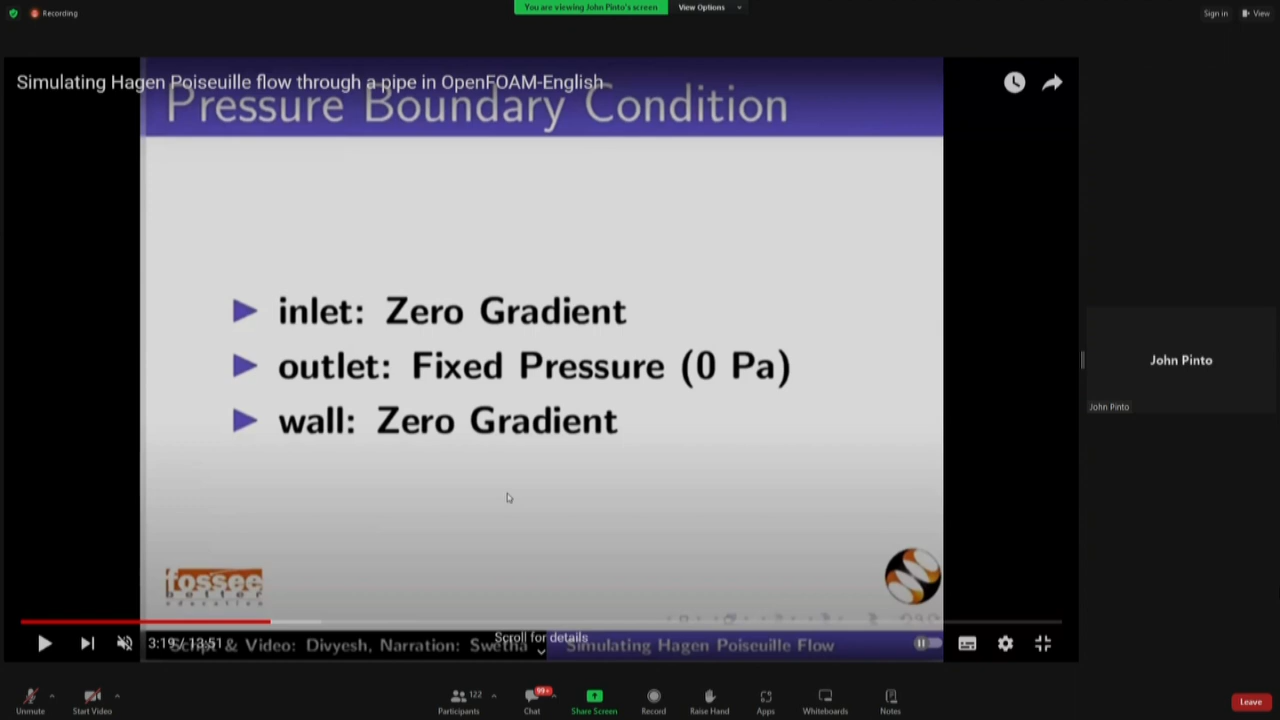 Recording
You are viewing John Pinto's screen
View Options
Sign in
View
Simulating Hagen Poiseuille flow through a pipe in OpenFOAM-English
Pressure Boundary Condition
inlet: Zero Gradient
outlet: Fixed Pressure (0 Pa)
wall: Zero Gradient
John Pinto
John Pinto
fossee
better
education
3:19 / 13:51
Scroll for details
Script & Video: Divyesh, Narration: Swetha
Simulating Hagen Poiseuille Flow
Unmute
Start Video
122
Participants
99+
Chat
Share Screen
Record
Raise Hand
Apps
Whiteboards
Notes
Leave